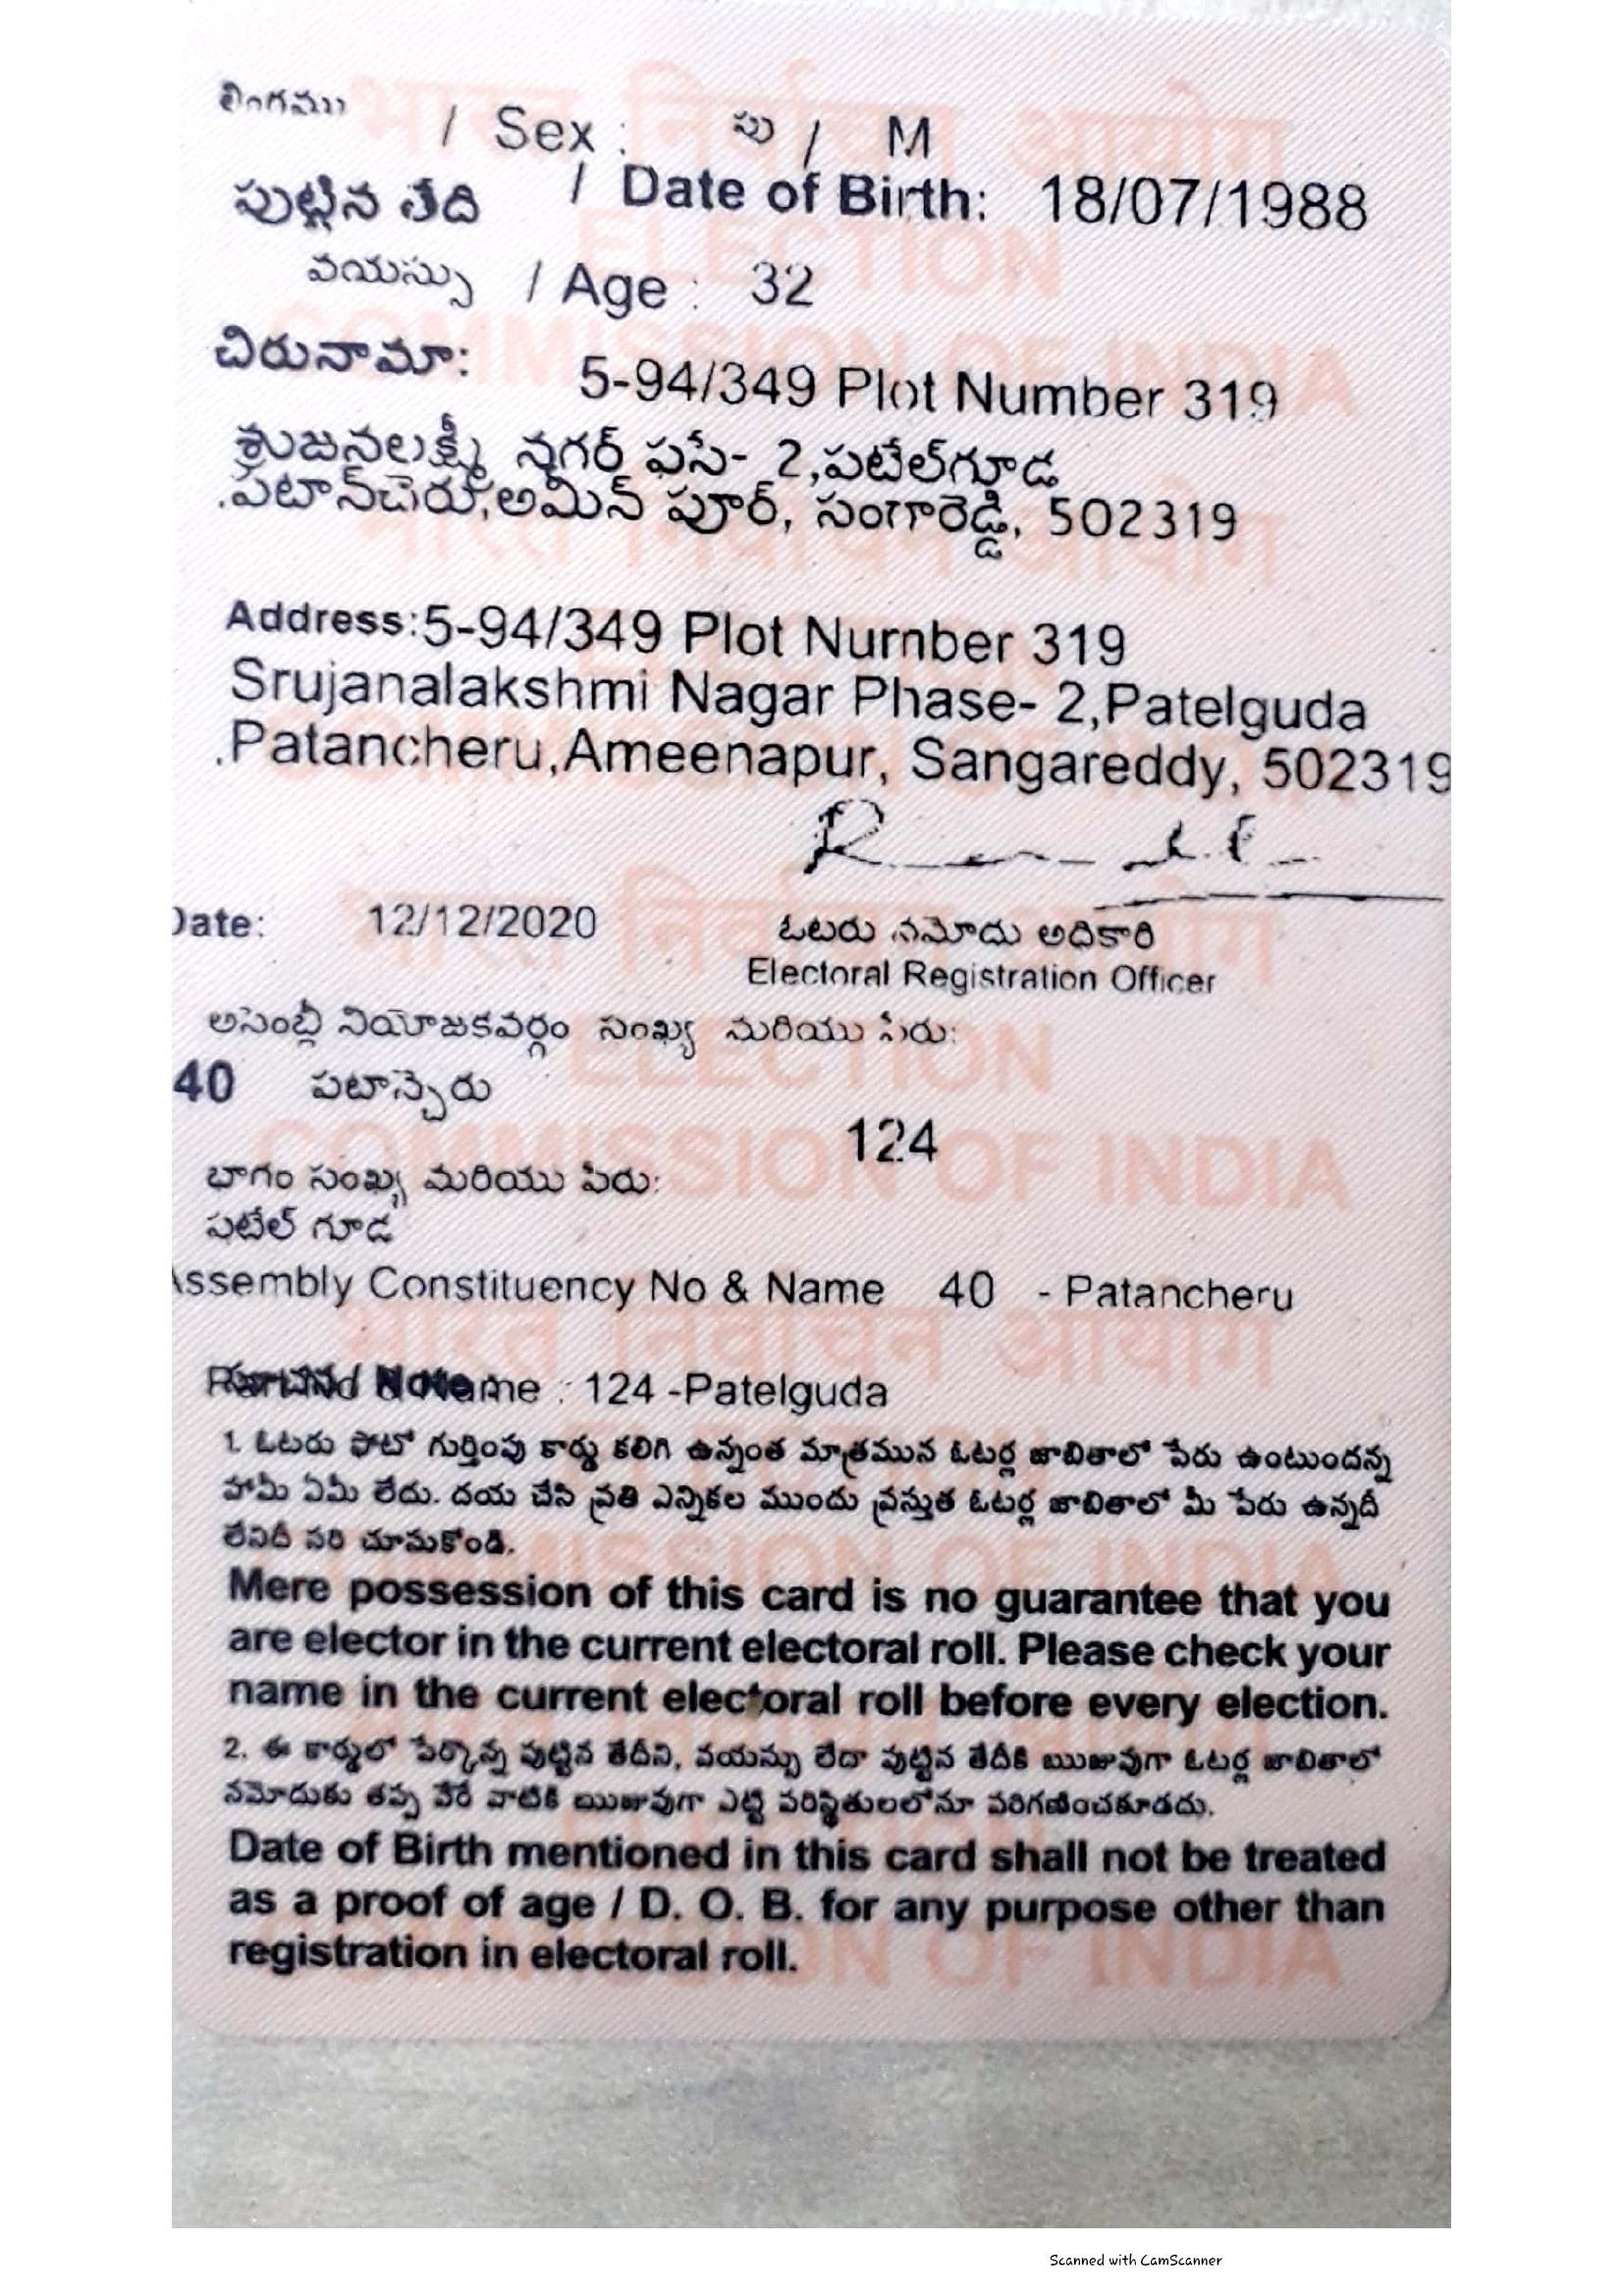 లింగము / Sex : పు / M
పుట్టిన తేది / Date of Birth: 18/07/1988
వయస్సు / Age : 32
చిరునామా: 5-94/349 Plot Number 319
శ్రుజనలక్ష్మీ నగర్ ఫసే- 2,పటేల్‌గూడ
.పటాన్‌చెరు,అమీన్ పూర్, సంగారెడ్డి, 502319
Address:5-94/349 Plot Number 319
Srujanalakshmi Nagar Phase- 2,Patelguda
.Patancheru,Ameenapur, Sangareddy, 502319
Date: 12/12/2020
ఓటరు నమోదు అధికారి
Electoral Registration Officer
అసెంబ్లీ నియోజకవర్గం సంఖ్య మరియు పేరు:
40 పటాన్చెరు
124
భాగం సంఖ్య మరియు పేరు:
పటేల్ గూడ
Assembly Constituency No & Name 40 - Patancheru
Name : 124 -Patelguda
1. ఓటరు ఫొటో గుర్తింపు కార్డు కలిగి ఉన్నంత మాత్రమున ఓటర్ల జాబితాలో పేరు ఉంటుందన్న
హామీ ఏమీ లేదు. దయ చేసి ప్రతి ఎన్నికల ముందు ప్రస్తుత ఓటర్ల జాబితాలో మీ పేరు ఉన్నదీ
లేనిదీ సరి చూసుకోండి.
Mere possession of this card is no guarantee that you
are elector in the current electoral roll. Please check your
name in the current electoral roll before every election.
2. ఈ కార్డులో పేర్కొన్న పుట్టిన తేదీని, వయస్సు లేదా పుట్టిన తేదీకి ఋజువుగా ఓటర్ల జాబితాలో
నమోదుకు తప్ప వేరే వాటికి ఋజువుగా ఎట్టి పరిస్థితులలోనూ పరిగణించకూడదు.
Date of Birth mentioned in this card shall not be treated
as a proof of age / D. O. B. for any purpose other than
registration in electoral roll.
Scanned with CamScanner